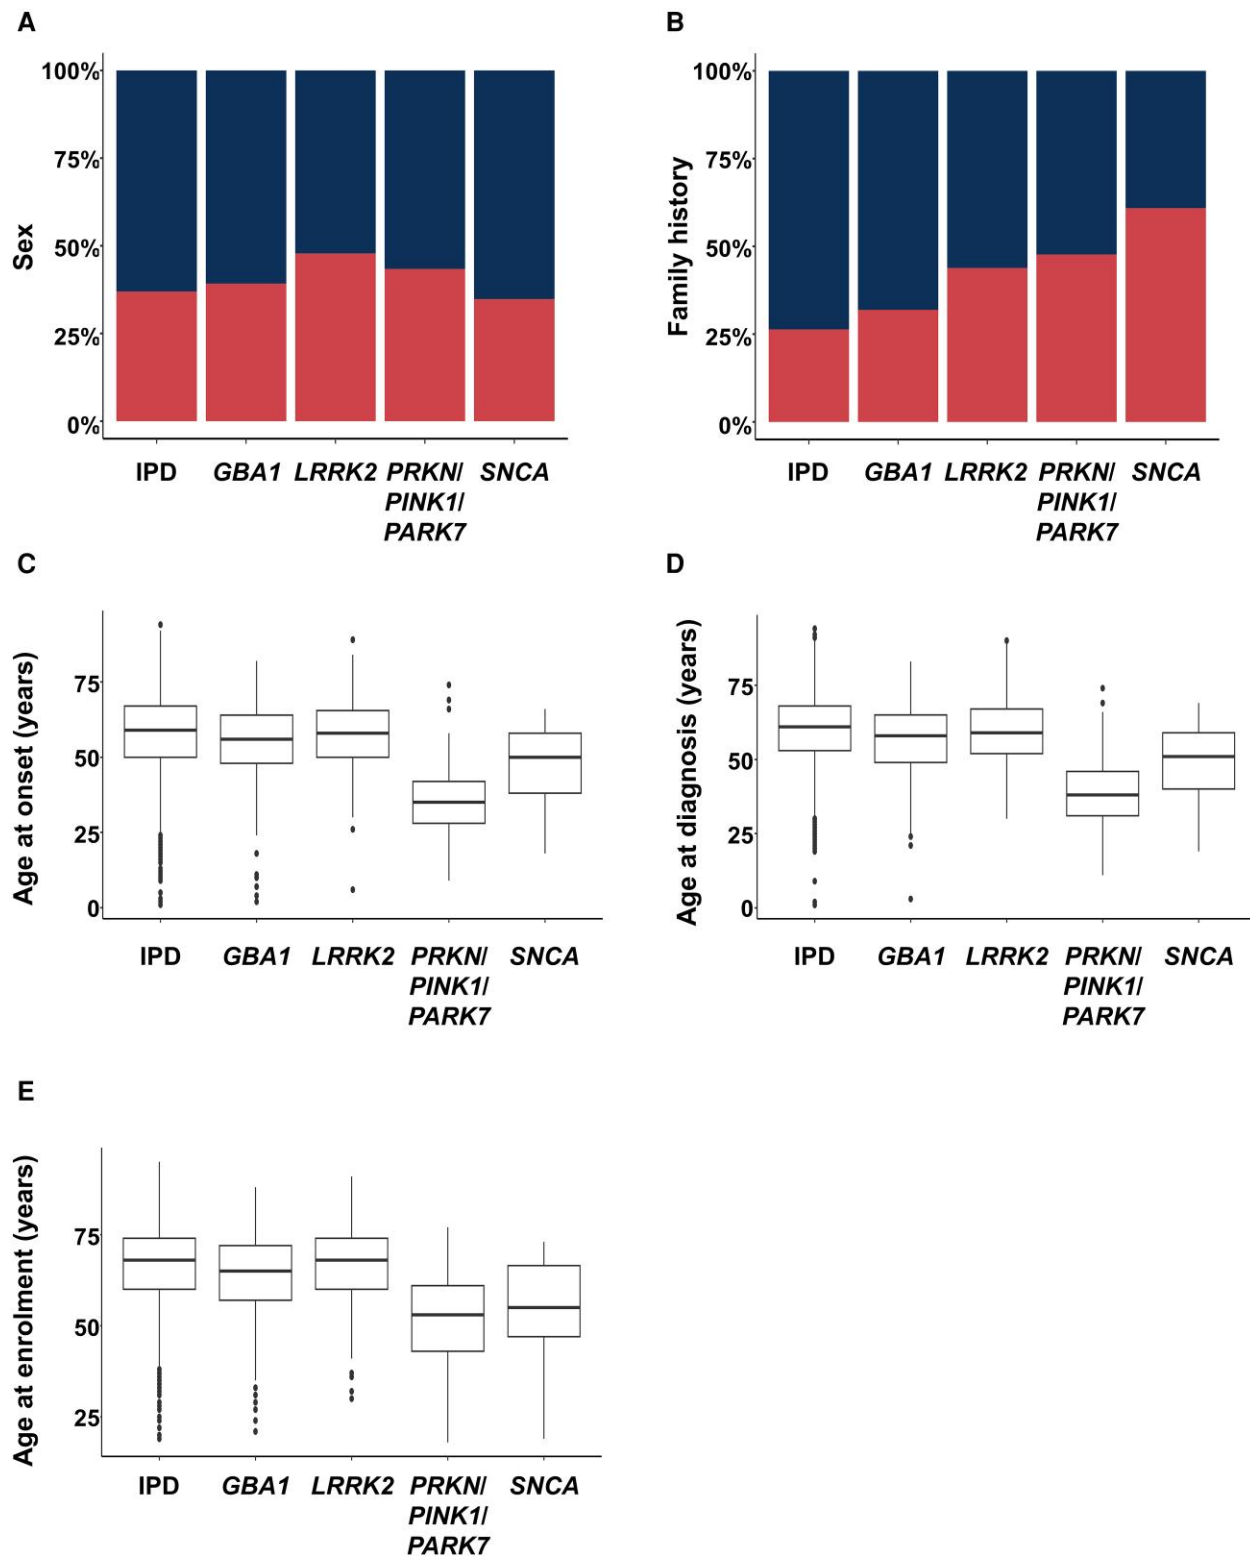 A
100%
75%
50%
25%
0%
Sex
IPD GBA1 LRRK2 PRKN/ SNCA
PINK1/
PARK7
B
100%
75%
50%
25%
0%
Family history
IPD GBA1 LRRK2 PRKN/ SNCA
PINK1/
PARK7
C
75
50
25
0
Age at onset (years)
IPD GBA1 LRRK2 PRKN/ SNCA
PINK1/
PARK7
D
75
50
25
0
Age at diagnosis (years)
IPD GBA1 LRRK2 PRKN/ SNCA
PINK1/
PARK7
E
75
50
25
Age at enrolment (years)
IPD GBA1 LRRK2 PRKN/ SNCA
PINK1/
PARK7